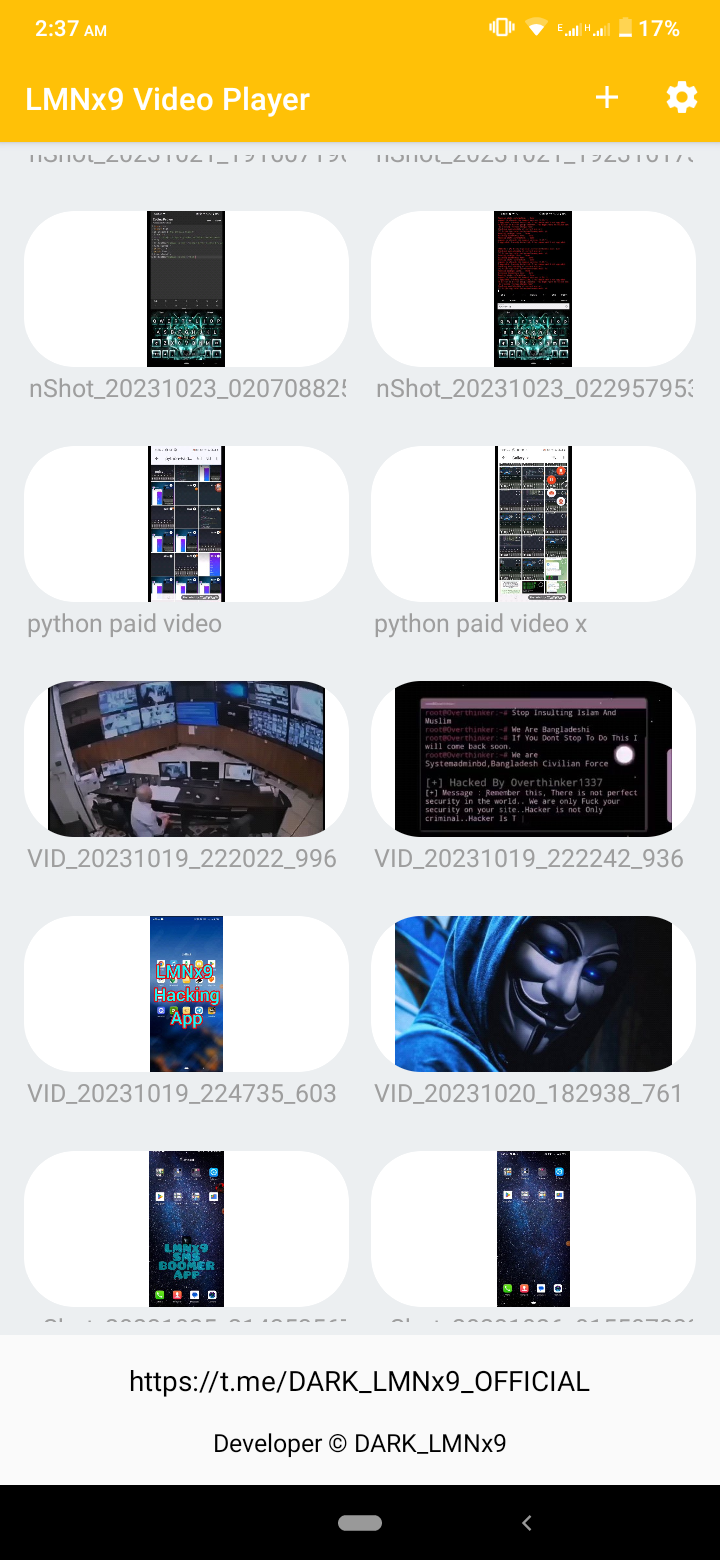 2:37 AM
E H 17%
LMNx9 Video Player
nShot_20231023_020708825
nShot_20231023_022957953
python paid video
python paid video x
root@Overthinker:~# Stop Insulting Islam And
Muslim
root@Overthinker:~# We Are Bangladeshi
root@Overthinker:~# If You Dont Stop To Do This I
will come back soon.
root@Overthinker:~# We are
Systemadminbd,Bangladesh Civilian Force
[+] Hacked By Overthinker1337
[+] Message : Remember this, There is not perfect
security in the world.. We are only Fuck your
security on your site..Hacker is not Only
criminal..Hacker Is T
VID_20231019_222022_996
VID_20231019_222242_936
LMNx9
Hacking
App
VID_20231019_224735_603
VID_20231020_182938_761
LMNx9
SMS
BOOMER
APP
https://t.me/DARK_LMNx9_OFFICIAL
Developer © DARK_LMNx9